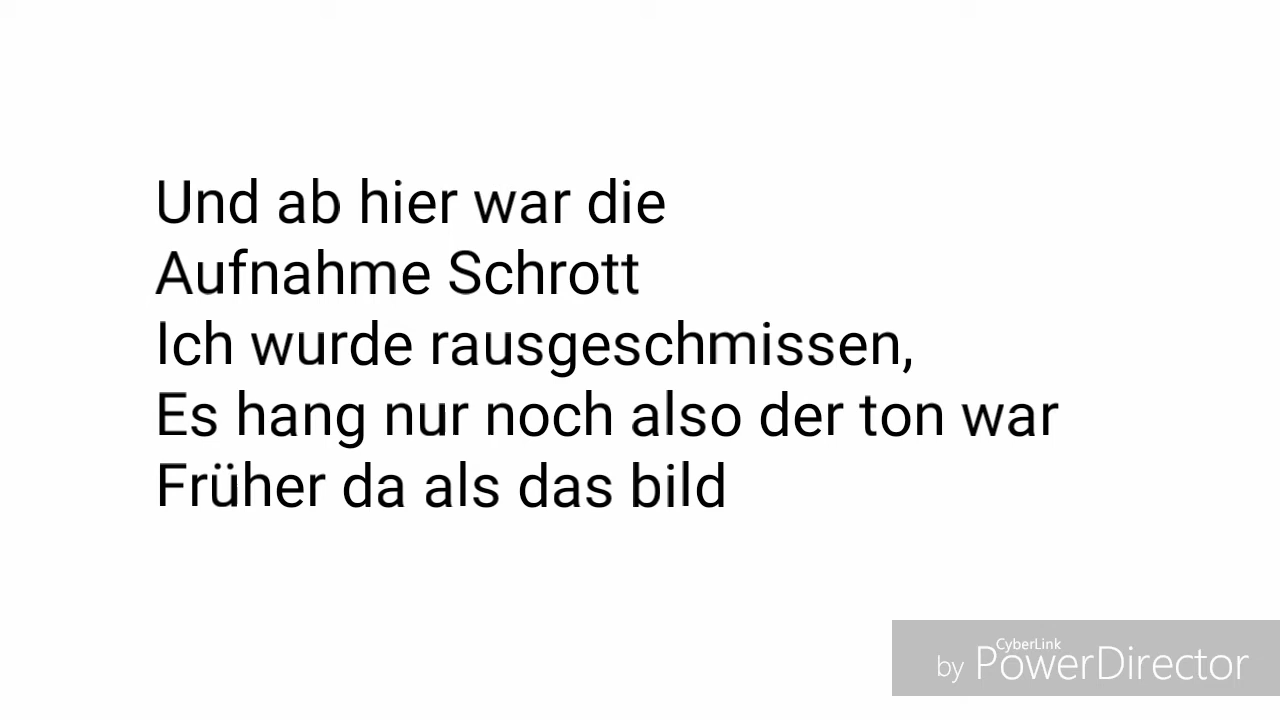 Und ab hier war die
Aufnahme Schrott
Ich wurde rausgeschmissen,
Es hang nur noch also der ton war
Früher da als das bild
CyberLink
by PowerDirector